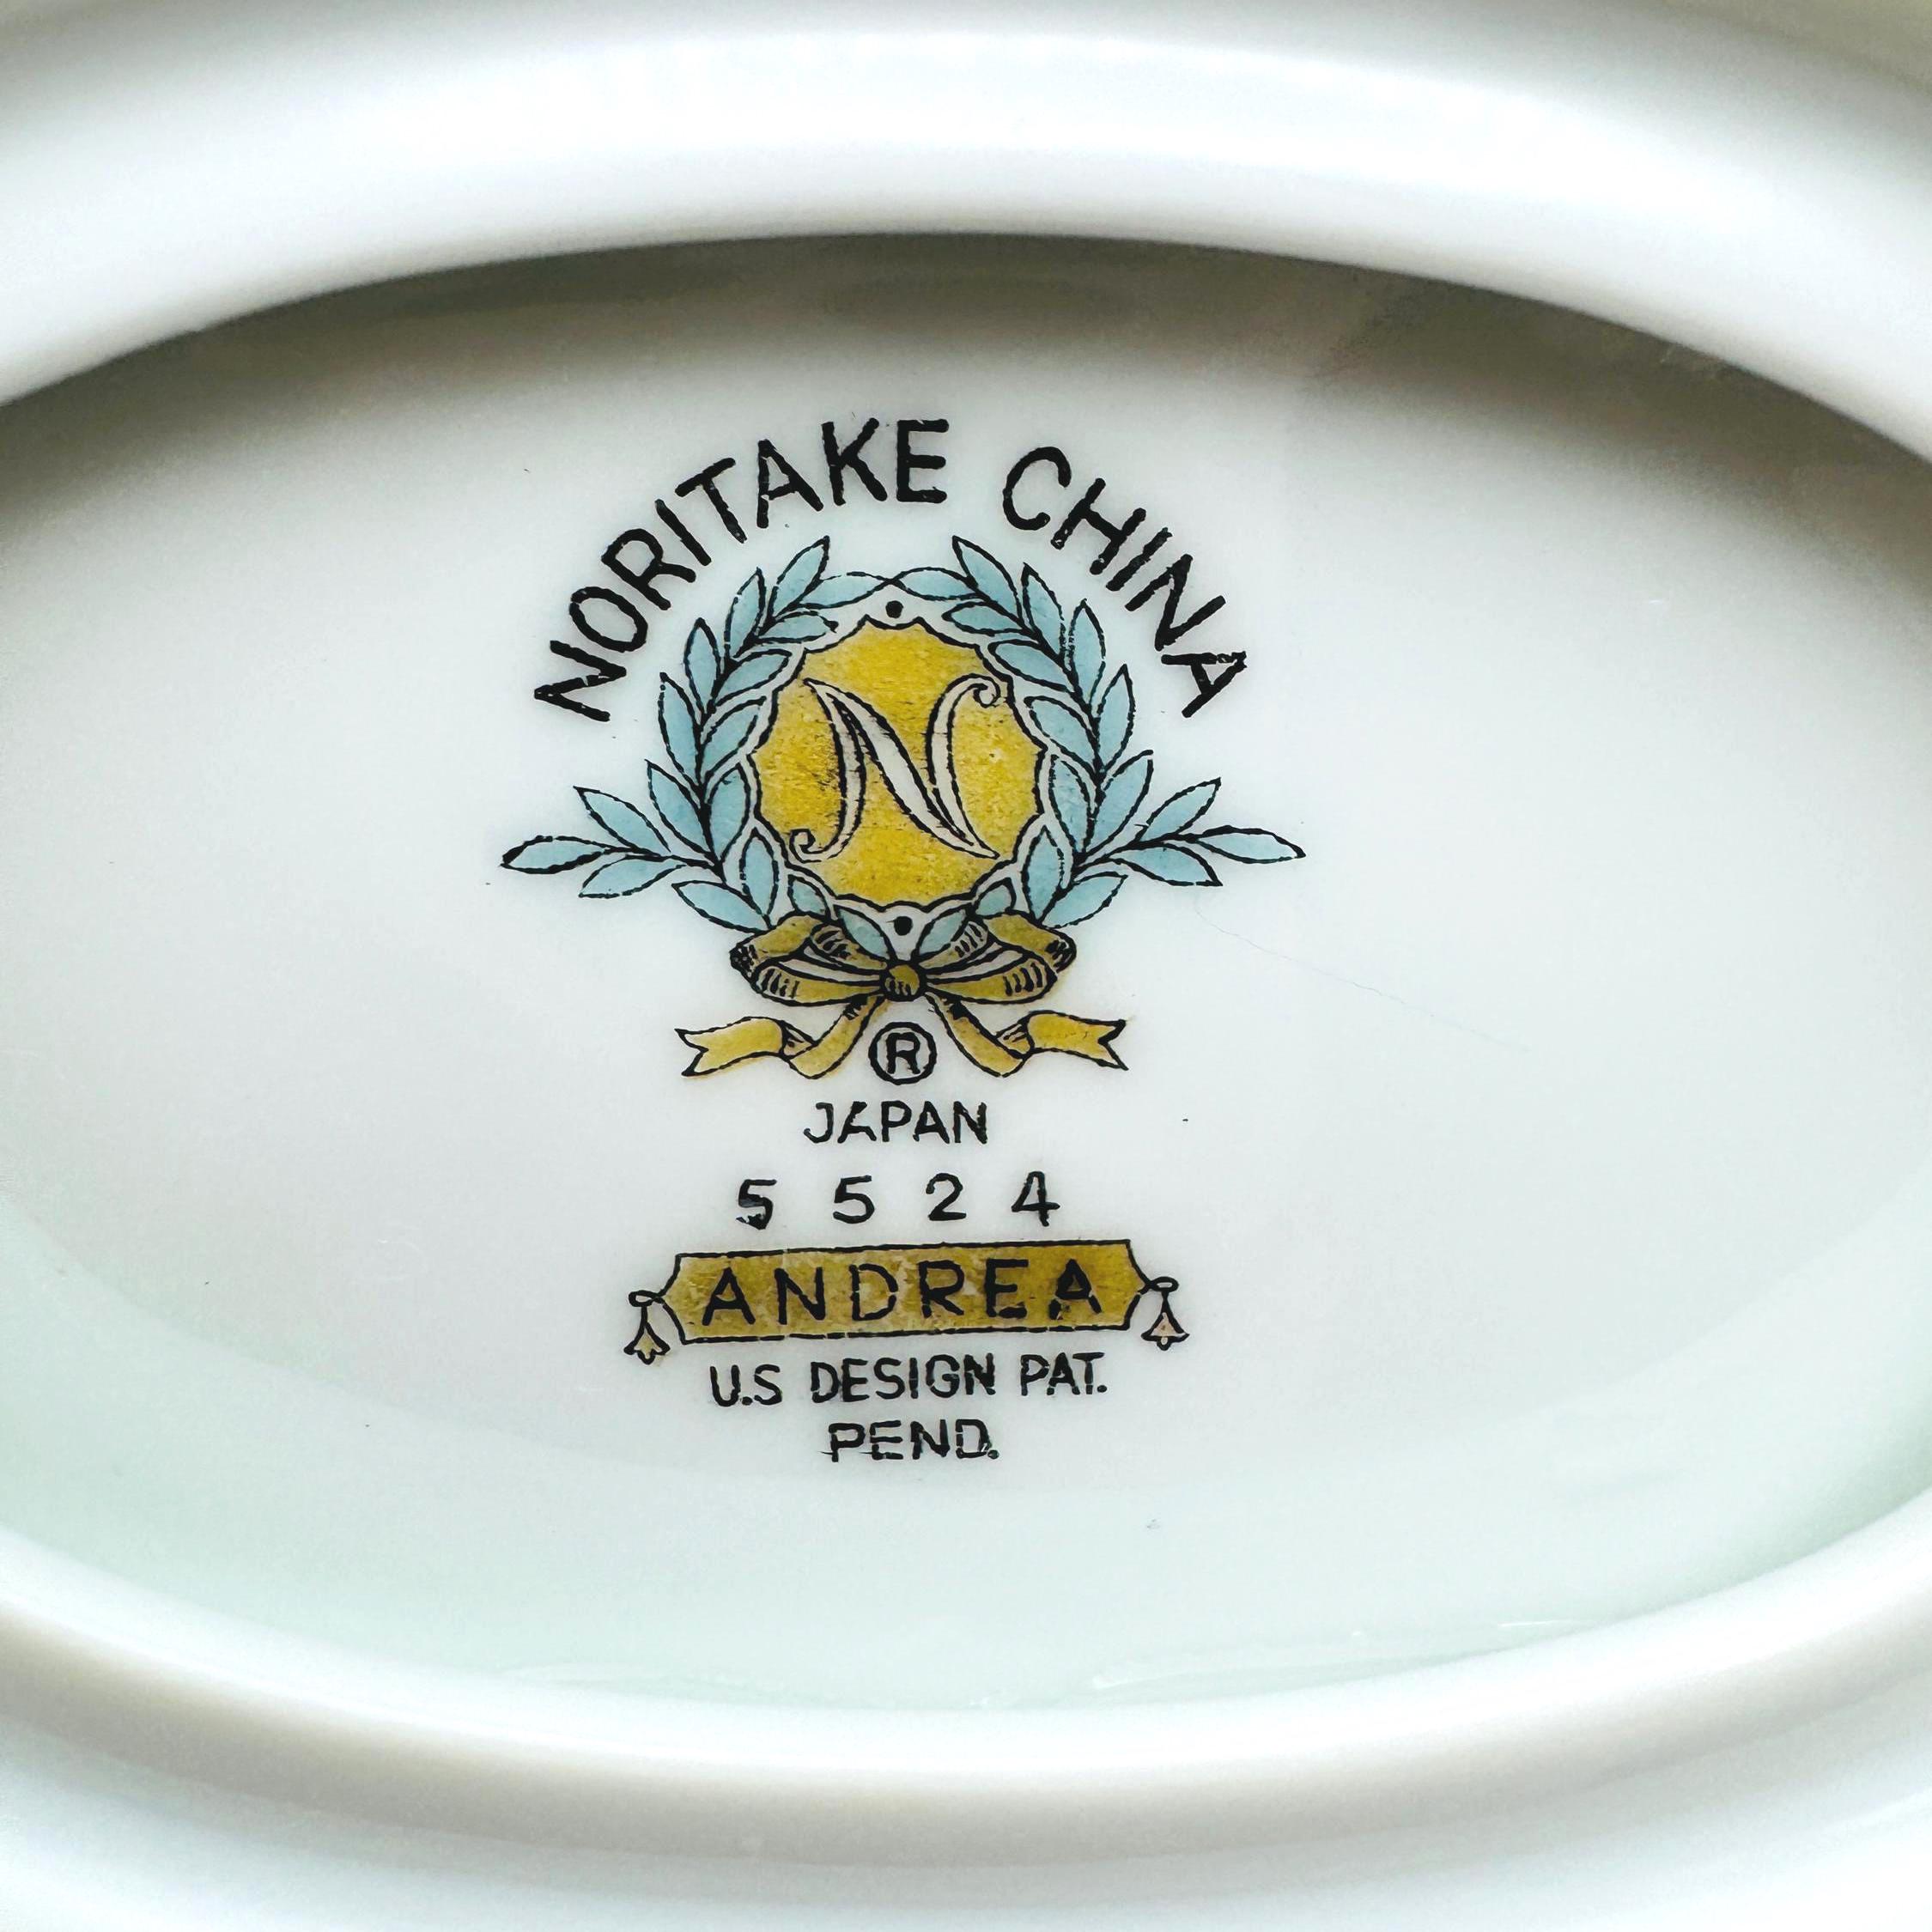 NORITAKE CHINA
N
®
JAPAN
5524
ANDREA
U.S DESIGN PAT.
PEND.